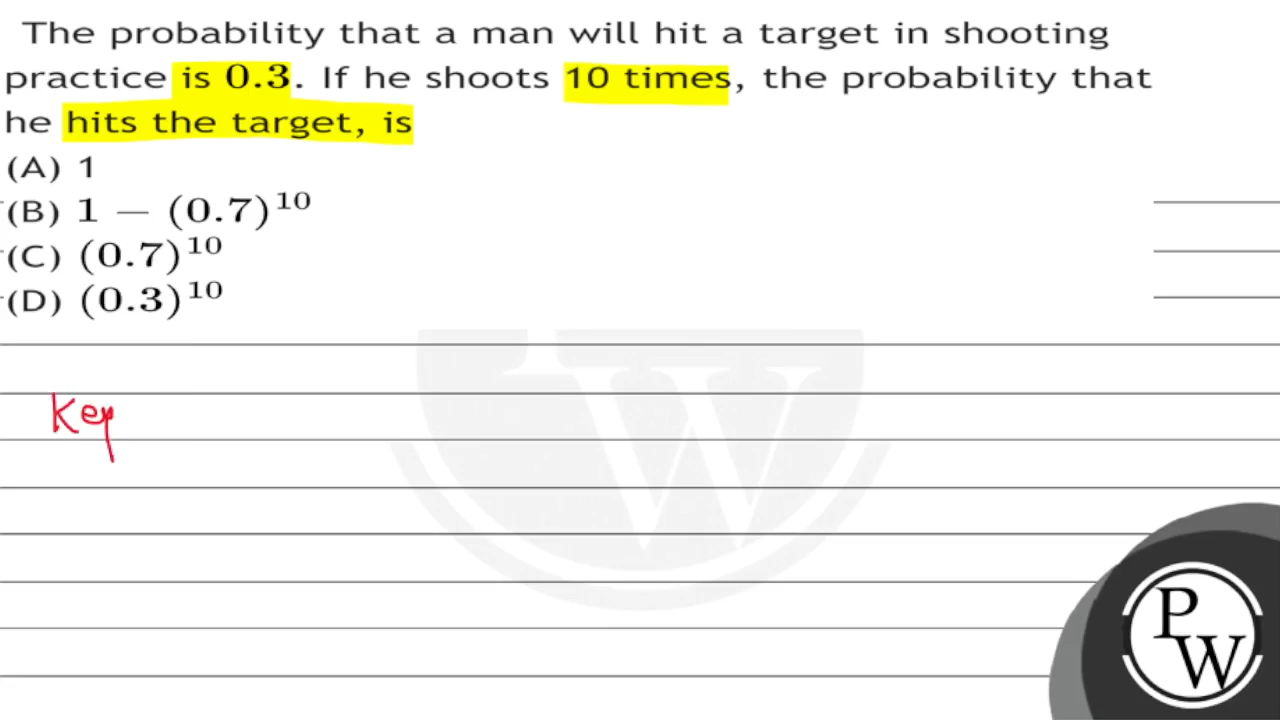 The probability that a man will hit a target in shooting
practice is 0.3. If he shoots 10 times, the probability that
he hits the target, is
(A) 1
(B) 1 − (0.7)^10
(C) (0.7)^10
(D) (0.3)^10
Key
W
P
W